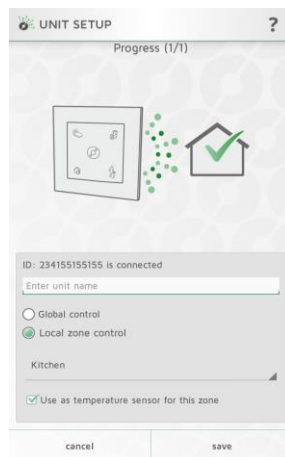 UNIT SETUP ?
Progress (1/1)
ID: 234155155155 is connected
Enter unit name
Global control
Local zone control
Kitchen
Use as temperature sensor for this zone
cancel save